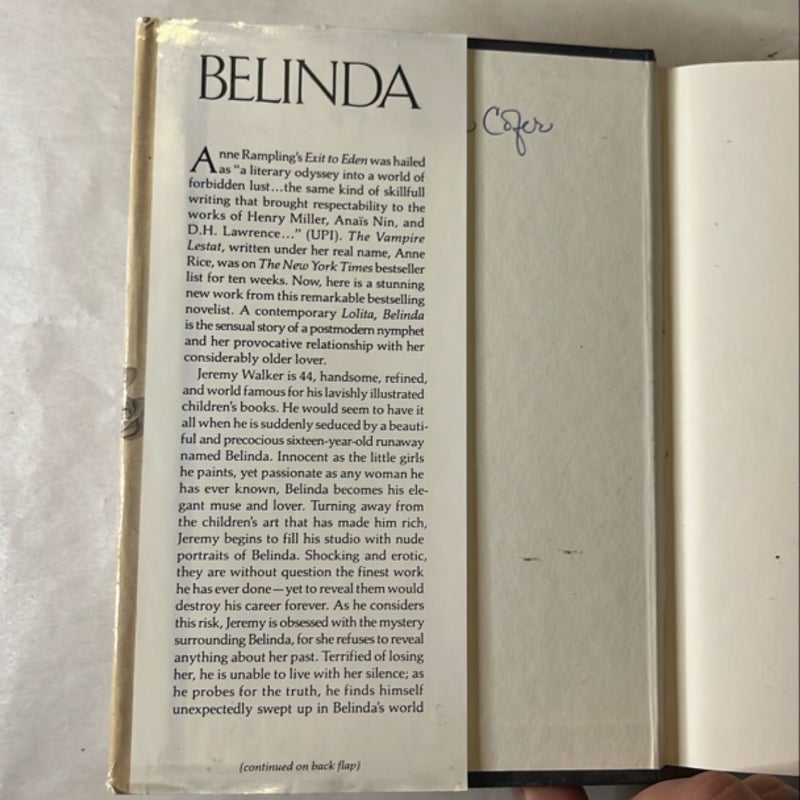 BELINDA
Cofer
Anne Rampling's Exit to Eden was hailed
as "a literary odyssey into a world of
forbidden lust...the same kind of skillfull
writing that brought respectability to the
works of Henry Miller, Anaïs Nin, and
D.H. Lawrence..." (UPI). The Vampire
Lestat, written under her real name, Anne
Rice, was on The New York Times bestseller
list for ten weeks. Now, here is a stunning
new work from this remarkable bestselling
novelist. A contemporary Lolita, Belinda
is the sensual story of a postmodern nymphet
and her provocative relationship with her
considerably older lover.
Jeremy Walker is 44, handsome, refined,
and world famous for his lavishly illustrated
children's books. He would seem to have it
all when he is suddenly seduced by a beauti-
ful and precocious sixteen-year-old runaway
named Belinda. Innocent as the little girls
he paints, yet passionate as any woman he
has ever known, Belinda becomes his ele-
gant muse and lover. Turning away from
the children's art that has made him rich,
Jeremy begins to fill his studio with nude
portraits of Belinda. Shocking and erotic,
they are without question the finest work
he has ever done—yet to reveal them would
destroy his career forever. As he considers
this risk, Jeremy is obsessed with the mystery
surrounding Belinda, for she refuses to reveal
anything about her past. Terrified of losing
her, he is unable to live with her silence; as
he probes for the truth, he finds himself
unexpectedly swept up in Belinda's world
(continued on back flap)